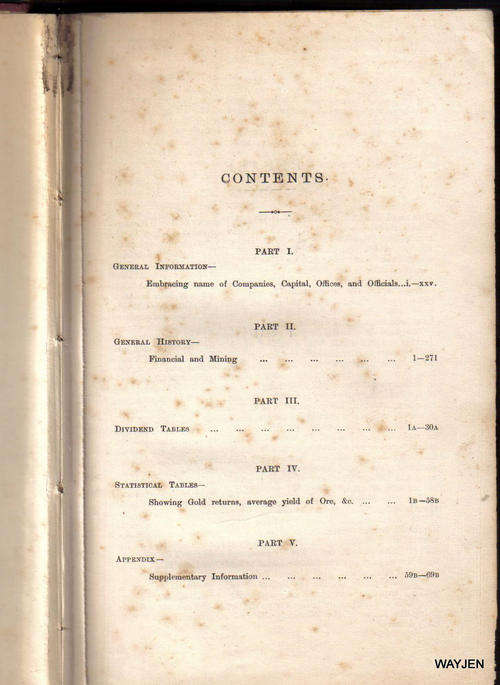 CONTENTS.
PART I.
GENERAL INFORMATION—
Embracing name of Companies, Capital, Offices, and Officials...i.—xxv.
PART II.
GENERAL HISTORY—
Financial and Mining ... ... ... ... ... ... 1—271
PART III.
DIVIDEND TABLES ... ... ... ... ... ... ... ... 1A—30A
PART IV.
STATISTICAL TABLES—
Showing Gold returns, average yield of Ore, &c. ... ... 1B—58B
PART V.
APPENDIX—
Supplementary Information ... ... ... ... ... ... 59B—69B
WAYJEN